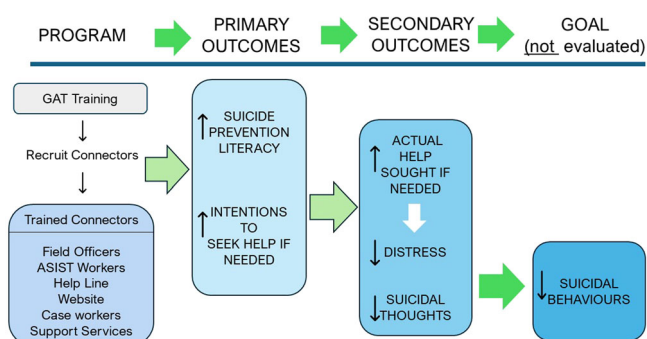 PROGRAM
PRIMARY
OUTCOMES
SECONDARY
OUTCOMES
GOAL
(not evaluated)
GAT Training
Recruit Connectors
Trained Connectors
Field Officers
ASIST Workers
Help Line
Website
Case workers
Support Services
SUICIDE
PREVENTION
LITERACY
INTENTIONS
TO
SEEK HELP IF
NEEDED
ACTUAL
HELP
SOUGHT IF
NEEDED
DISTRESS
SUICIDAL
THOUGHTS
SUICIDAL
BEHAVIOURS